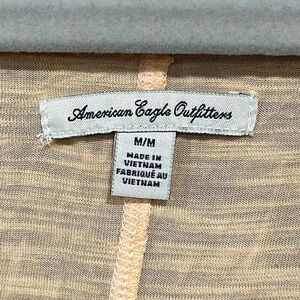 American Eagle Outfitters
M/M
MADE IN
VIETNAM
FABRIQUÉ AU
VIETNAM